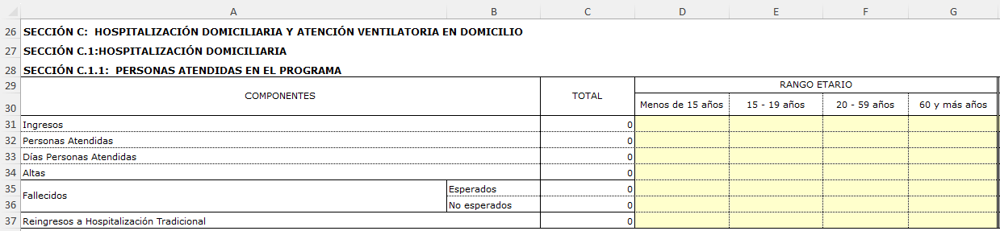 A B C D E F G
26 SECCIÓN C:  HOSPITALIZACIÓN DOMICILIARIA Y ATENCIÓN VENTILATORIA EN DOMICILIO
27 SECCIÓN C.1:HOSPITALIZACIÓN DOMICILIARIA
28 SECCIÓN C.1.1:  PERSONAS ATENDIDAS EN EL PROGRAMA
29 COMPONENTES TOTAL RANGO ETARIO
30 Menos de 15 años 15 - 19 años 20 - 59 años 60 y más años
31 Ingresos 0
32 Personas Atendidas 0
33 Días Personas Atendidas 0
34 Altas 0
35 Fallecidos Esperados 0
36 No esperados 0
37 Reingresos a Hospitalización Tradicional 0